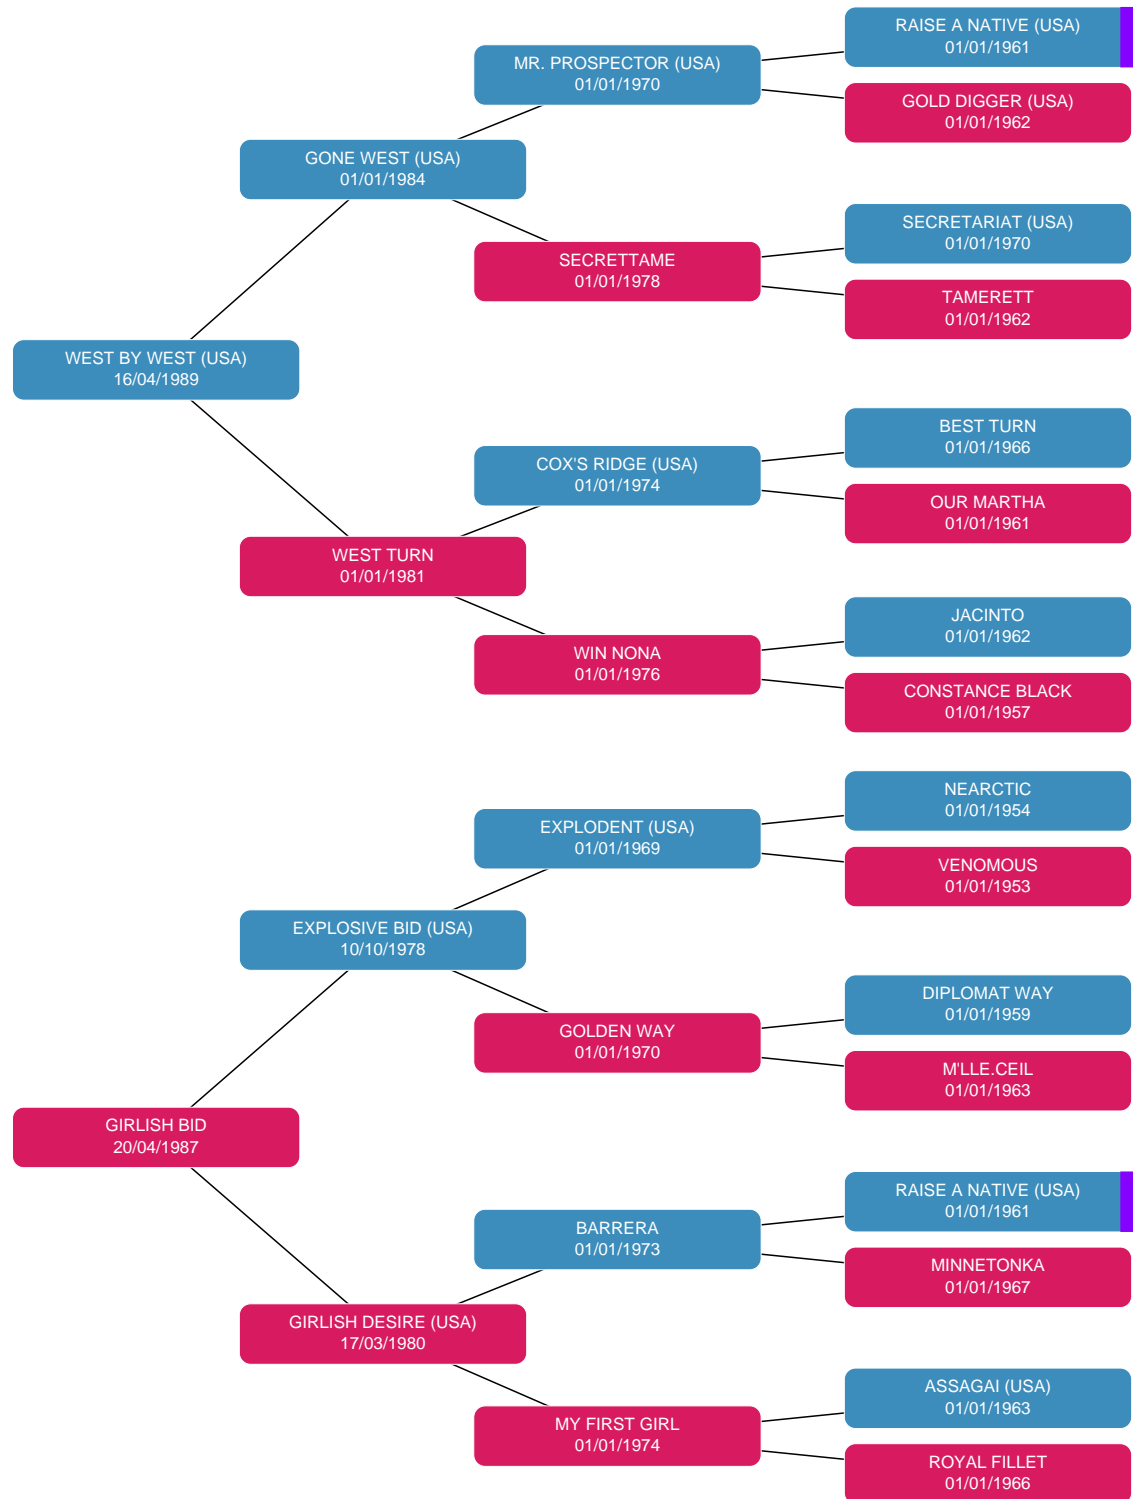 RAISE A NATIVE (USA)
01/01/1961
MR. PROSPECTOR (USA)
01/01/1970
GOLD DIGGER (USA)
01/01/1962
GONE WEST (USA)
01/01/1984
SECRETARIAT (USA)
01/01/1970
SECRETTAME
01/01/1978
TAMERETT
01/01/1962
WEST BY WEST (USA)
16/04/1989
BEST TURN
01/01/1966
COX'S RIDGE (USA)
01/01/1974
OUR MARTHA
01/01/1961
WEST TURN
01/01/1981
JACINTO
01/01/1962
WIN NONA
01/01/1976
CONSTANCE BLACK
01/01/1957
NEARCTIC
01/01/1954
EXPLODENT (USA)
01/01/1969
VENOMOUS
01/01/1953
EXPLOSIVE BID (USA)
10/10/1978
DIPLOMAT WAY
01/01/1959
GOLDEN WAY
01/01/1970
M'LLE.CEIL
01/01/1963
GIRLISH BID
20/04/1987
RAISE A NATIVE (USA)
01/01/1961
BARRERA
01/01/1973
MINNETONKA
01/01/1967
GIRLISH DESIRE (USA)
17/03/1980
ASSAGAI (USA)
01/01/1963
MY FIRST GIRL
01/01/1974
ROYAL FILLET
01/01/1966